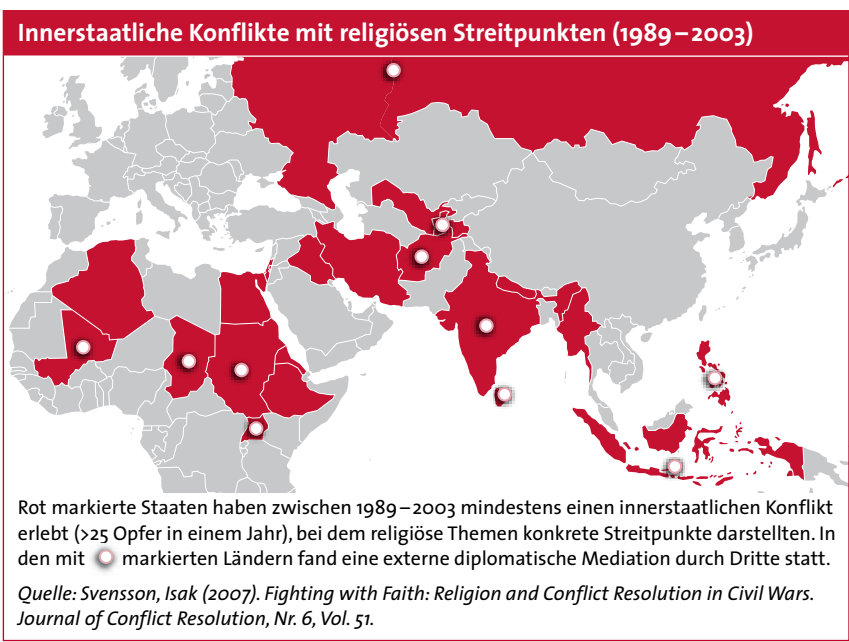 Innerstaatliche Konflikte mit religiösen Streitpunkten (1989–2003)
Rot markierte Staaten haben zwischen 1989–2003 mindestens einen innerstaatlichen Konflikt
erlebt (>25 Opfer in einem Jahr), bei dem religiöse Themen konkrete Streitpunkte darstellten. In
den mit markierten Ländern fand eine externe diplomatische Mediation durch Dritte statt.
Quelle: Svensson, Isak (2007). Fighting with Faith: Religion and Conflict Resolution in Civil Wars.
Journal of Conflict Resolution, Nr. 6, Vol. 51.